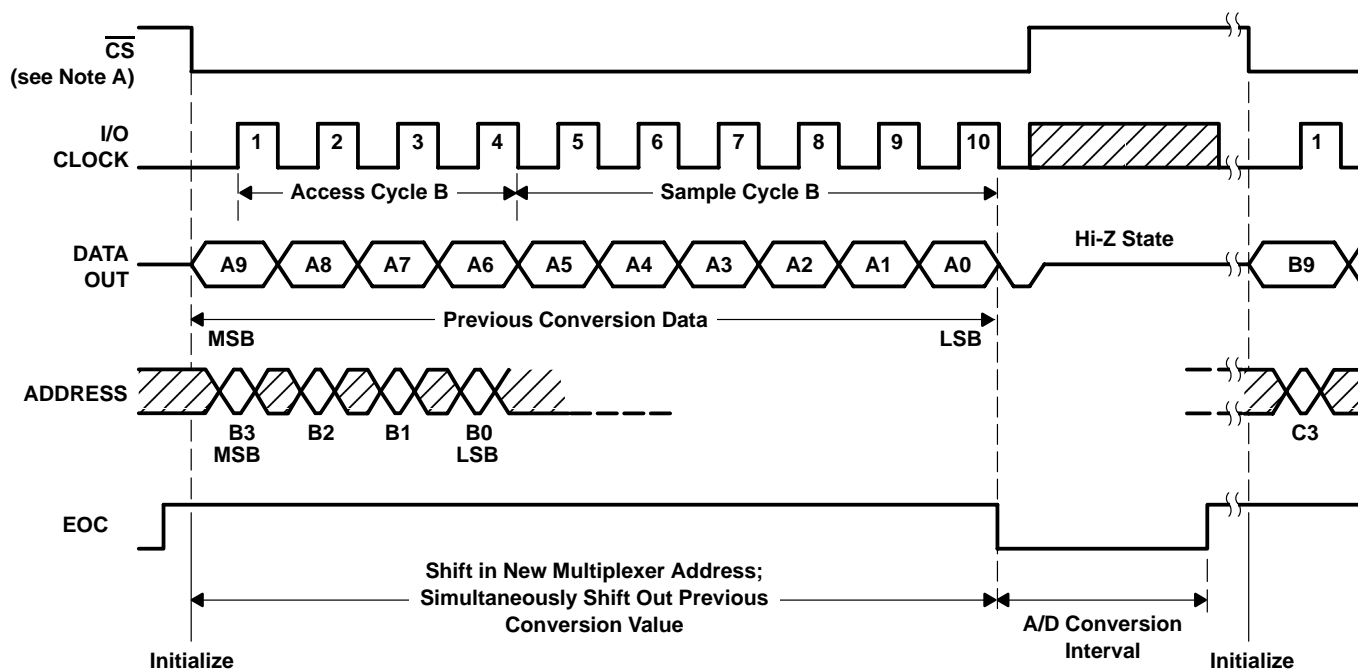 CS
(see Note A)
I/O
CLOCK
1 2 3 4 5 6 7 8 9 10 1
Access Cycle B
Sample Cycle B
DATA
OUT
A9 A8 A7 A6 A5 A4 A3 A2 A1 A0
Hi-Z State
B9
Previous Conversion Data
MSB
LSB
ADDRESS
B3 B2 B1 B0 C3
MSB
LSB
EOC
Shift in New Multiplexer Address;
Simultaneously Shift Out Previous
Conversion Value
A/D Conversion
Interval
Initialize
Initialize